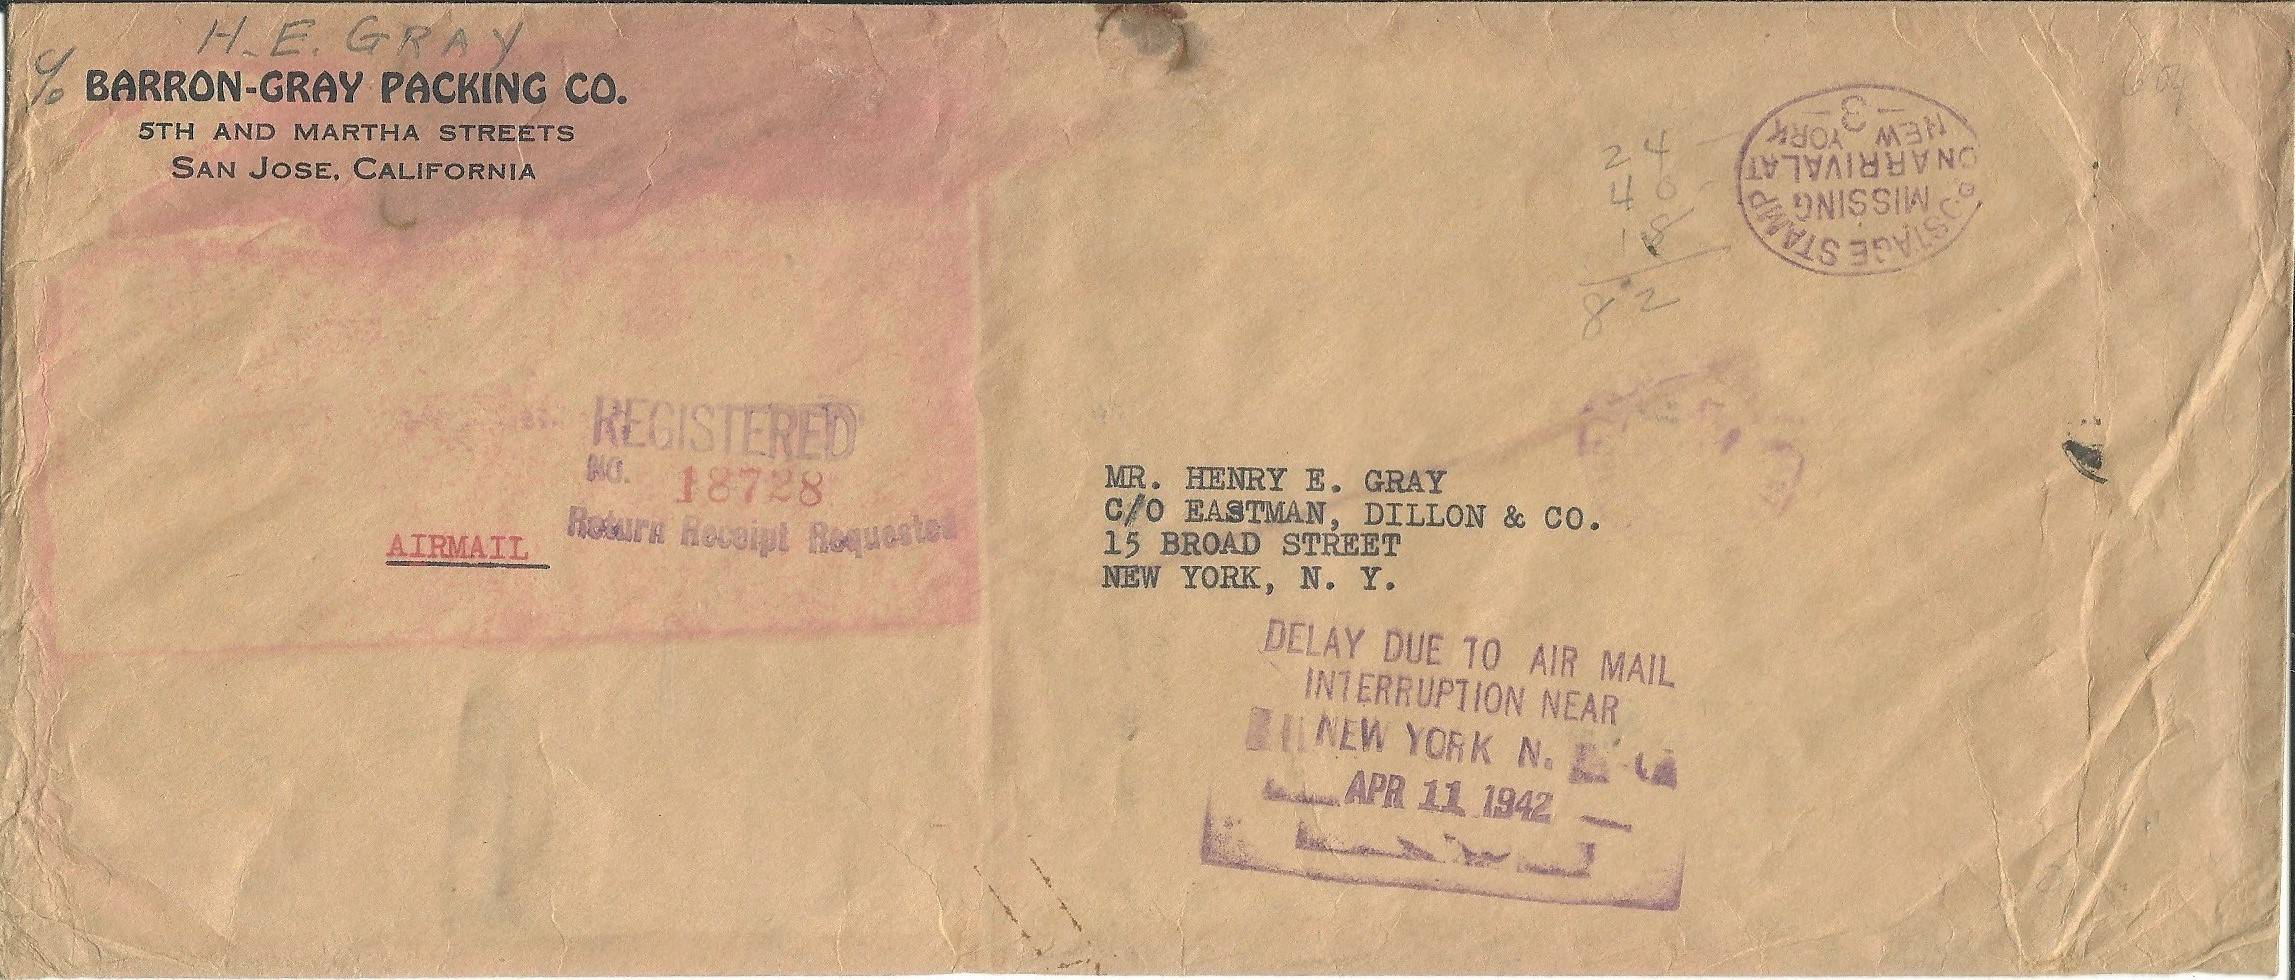 H. E. GRAY
c/o BARRON-GRAY PACKING CO.
5TH AND MARTHA STREETS
SAN JOSE, CALIFORNIA
24
40
18
82
POSTAGE STAMP
MISSING
ON ARRIVAL AT
NEW YORK
3
REGISTERED
NO. 18728
Return Receipt Requested
AIRMAIL
MR. HENRY E. GRAY
C/O EASTMAN, DILLON & CO.
15 BROAD STREET
NEW YORK, N. Y.
DELAY DUE TO AIR MAIL
INTERRUPTION NEAR
NEW YORK N.
APR 11 1942